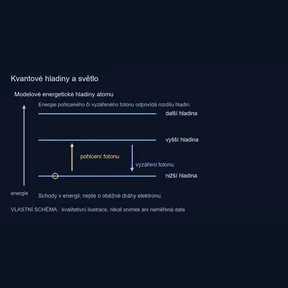 Kvantové hladiny a světlo
Modelové energetické hladiny atomu
Energie pohlceného či vyzářeného fotonu odpovídá rozdílu hladin.
další hladina
vyšší hladina
pohlcení fotonu
vyzáření fotonu
nižší hladina
energie
Schody v energii; nejde o oběžné dráhy elektronu.
VLASTNÍ SCHÉMA · kvalitativní ilustrace, nikoli snímek ani naměřená data